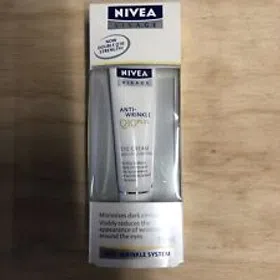 NIVEA
VISAGE
NOW
DOUBLE Q10
STRENGTH!
NIVEA
VISAGE
ANTI-
WRINKLE
Q10
EYE CREAM
Minimises dark circles
Visibly reduces the
appearance of wrinkles
around the eyes
ANTI-WRINKLE SYSTEM